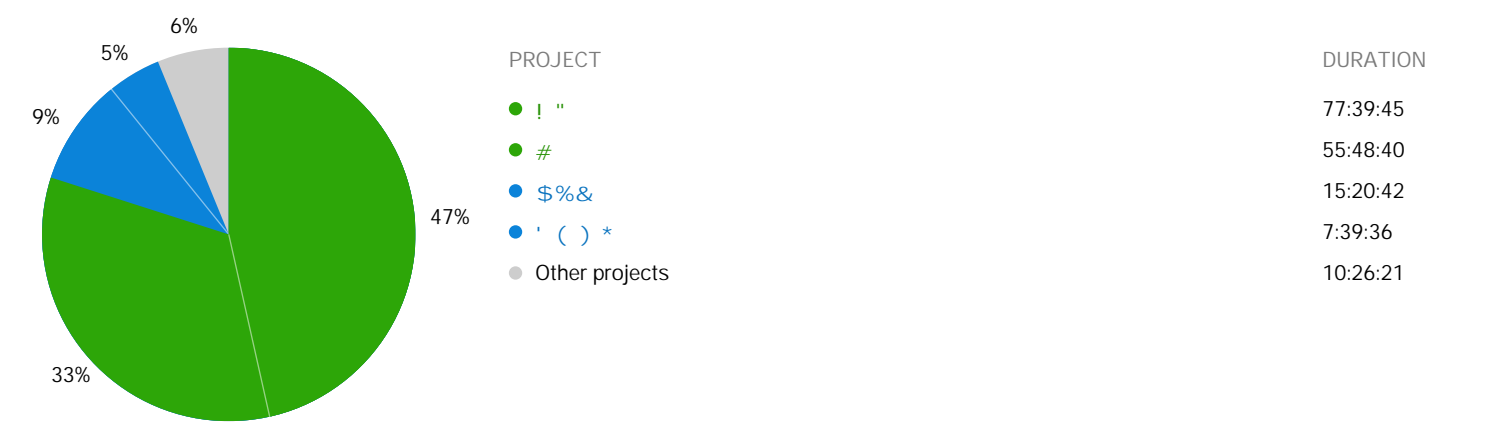 6%
5%
9%
47%
33%
PROJECT DURATION
! " 77:39:45
# 55:48:40
$%& 15:20:42
' ( ) * 7:39:36
Other projects 10:26:21